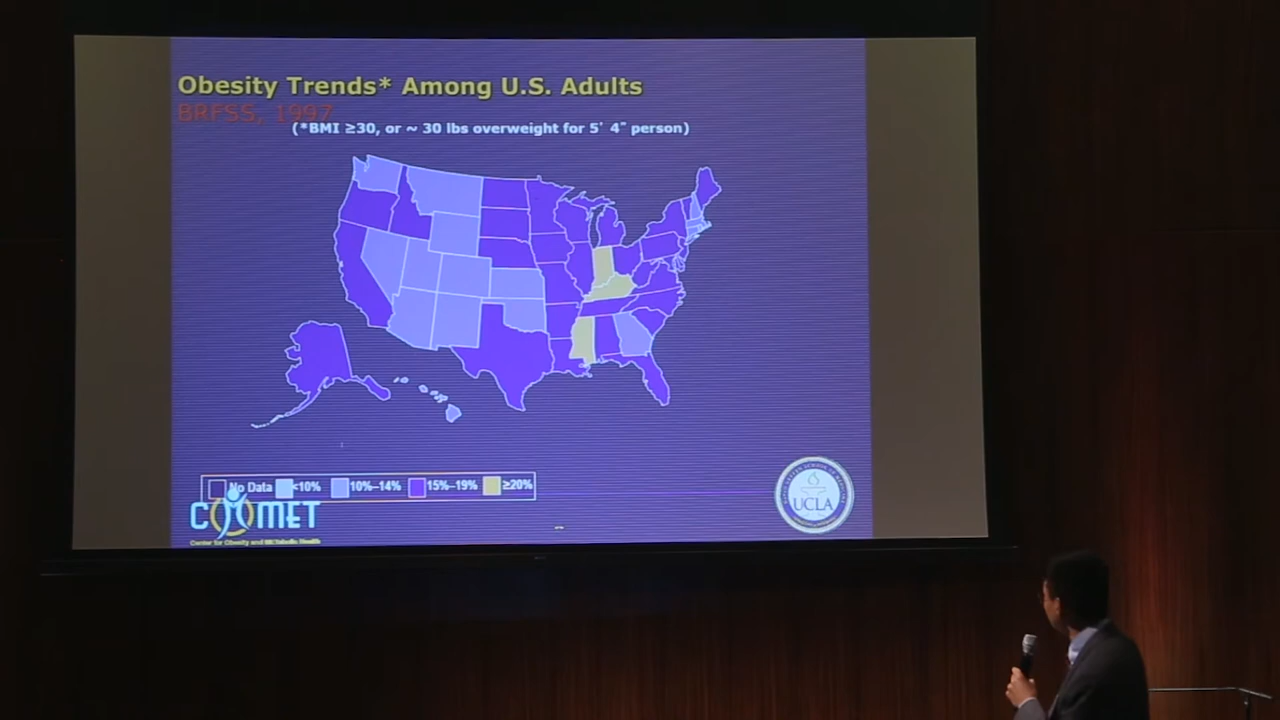 Obesity Trends* Among U.S. Adults
BRFSS, 1997
(*BMI ≥30, or ~ 30 lbs overweight for 5' 4" person)
No Data <10% 10%–14% 15%–19% ≥20%
COMET
Center for Obesity and METabolic Health
UCLA